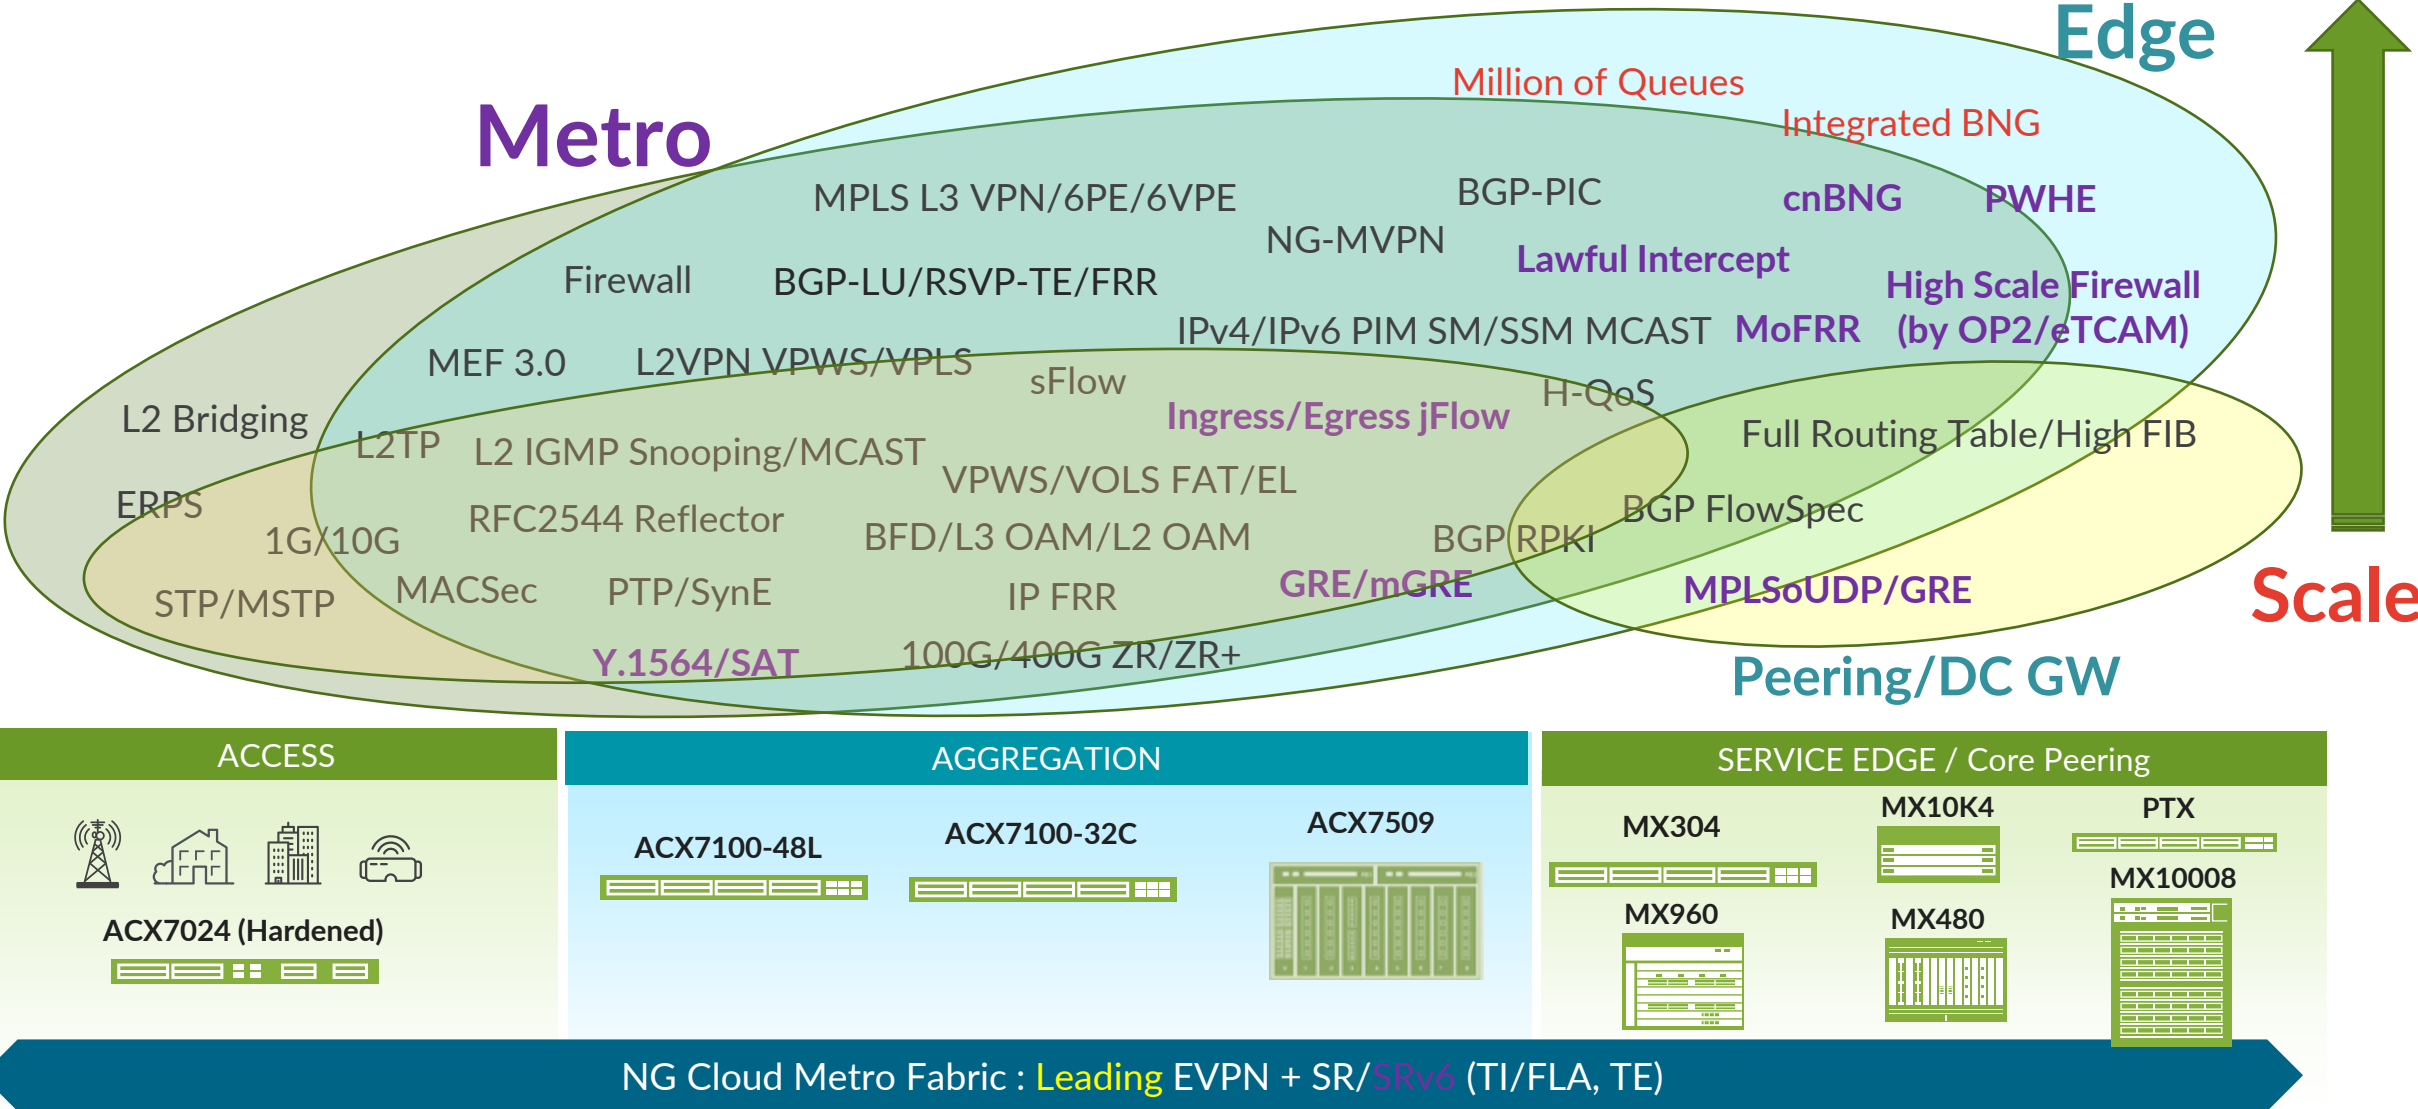 Edge
Million of Queues
Integrated BNG
Metro
MPLS L3 VPN/6PE/6VPE
BGP-PIC
cnBNG
PWHE
NG-MVPN
Lawful Intercept
Firewall
BGP-LU/RSVP-TE/FRR
High Scale Firewall
(by OP2/eTCAM)
IPv4/IPv6 PIM SM/SSM MCAST
MoFRR
MEF 3.0
L2VPN VPWS/VPLS
sFlow
H-QoS
Ingress/Egress jFlow
L2 Bridging
L2TP
L2 IGMP Snooping/MCAST
Full Routing Table/High FIB
VPWS/VOLS FAT/EL
ERPS
RFC2544 Reflector
BGP FlowSpec
1G/10G
BFD/L3 OAM/L2 OAM
BGP RPKI
STP/MSTP
MACSec
PTP/SynE
IP FRR
GRE/mGRE
MPLSoUDP/GRE
Scale
Y.1564/SAT
100G/400G ZR/ZR+
Peering/DC GW
ACCESS
AGGREGATION
SERVICE EDGE / Core Peering
ACX7024 (Hardened)
ACX7100-48L
ACX7100-32C
ACX7509
MX304
MX10K4
PTX
MX960
MX480
MX10008
NG Cloud Metro Fabric : Leading EVPN + SR/SRv6 (TI/FLA, TE)